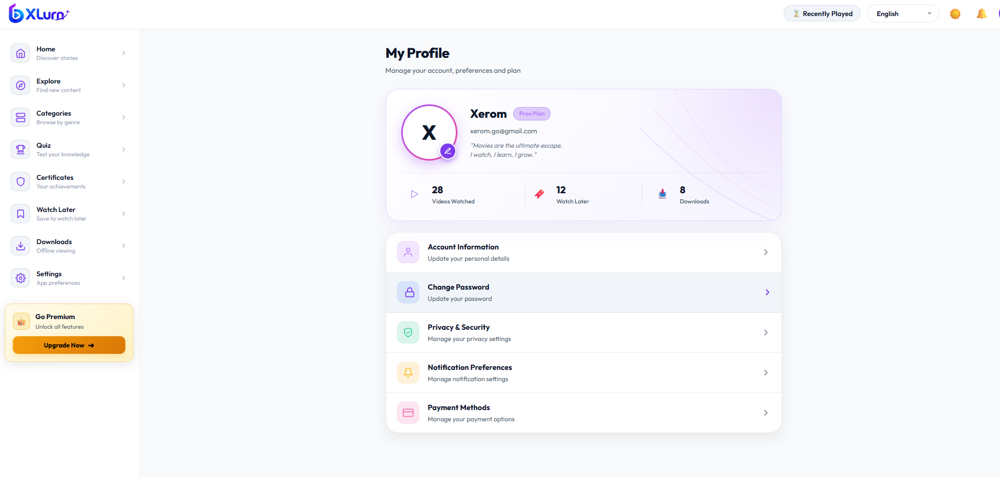 XLurn
Recently Played
English
Home
Discover stories
Explore
Find new content
Categories
Browse by genre
Quiz
Test your knowledge
Certificates
Your achievements
Watch Later
Save to watch later
Downloads
Offline viewing
Settings
App preferences
Go Premium
Unlock all features
Upgrade Now ➔
My Profile
Manage your account, preferences and plan
X
Xerom
Free Plan
xerom.go@gmail.com
"Movies are the ultimate escape.
I watch, I learn, I grow."
28
Videos Watched
12
Watch Later
8
Downloads
Account Information
Update your personal details
Change Password
Update your password
Privacy & Security
Manage your privacy settings
Notification Preferences
Manage notification settings
Payment Methods
Manage your payment options